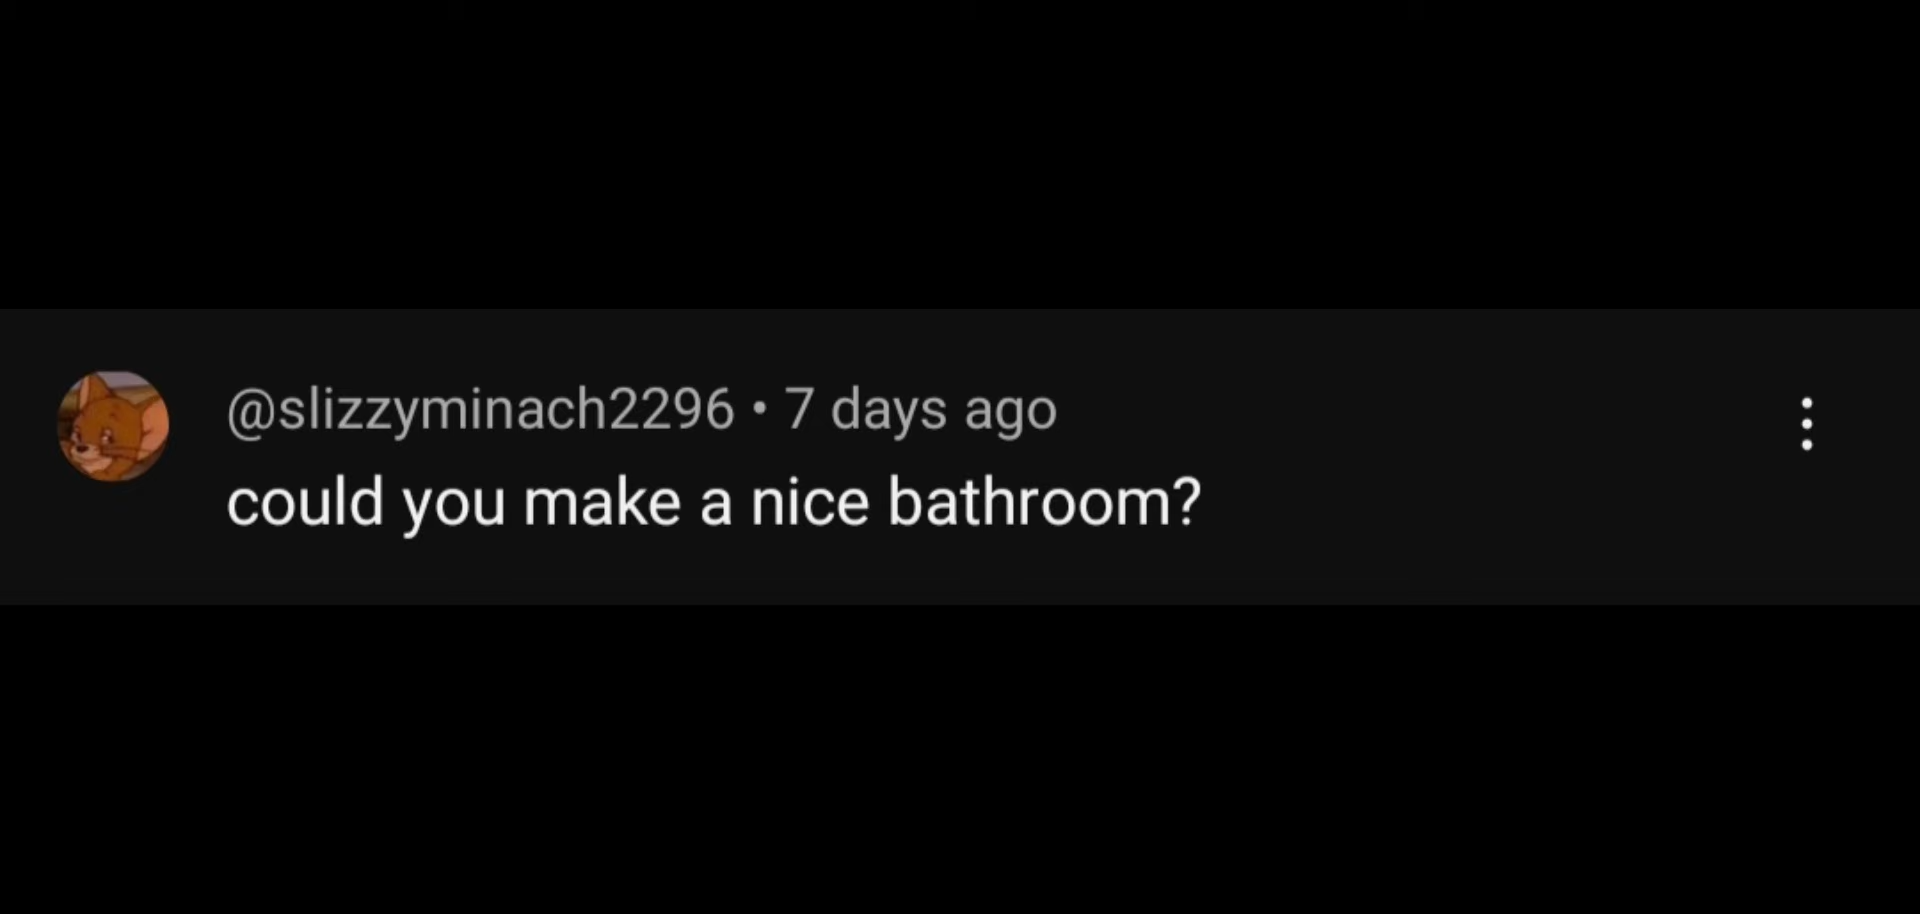 @slizzyminach2296 • 7 days ago
could you make a nice bathroom?